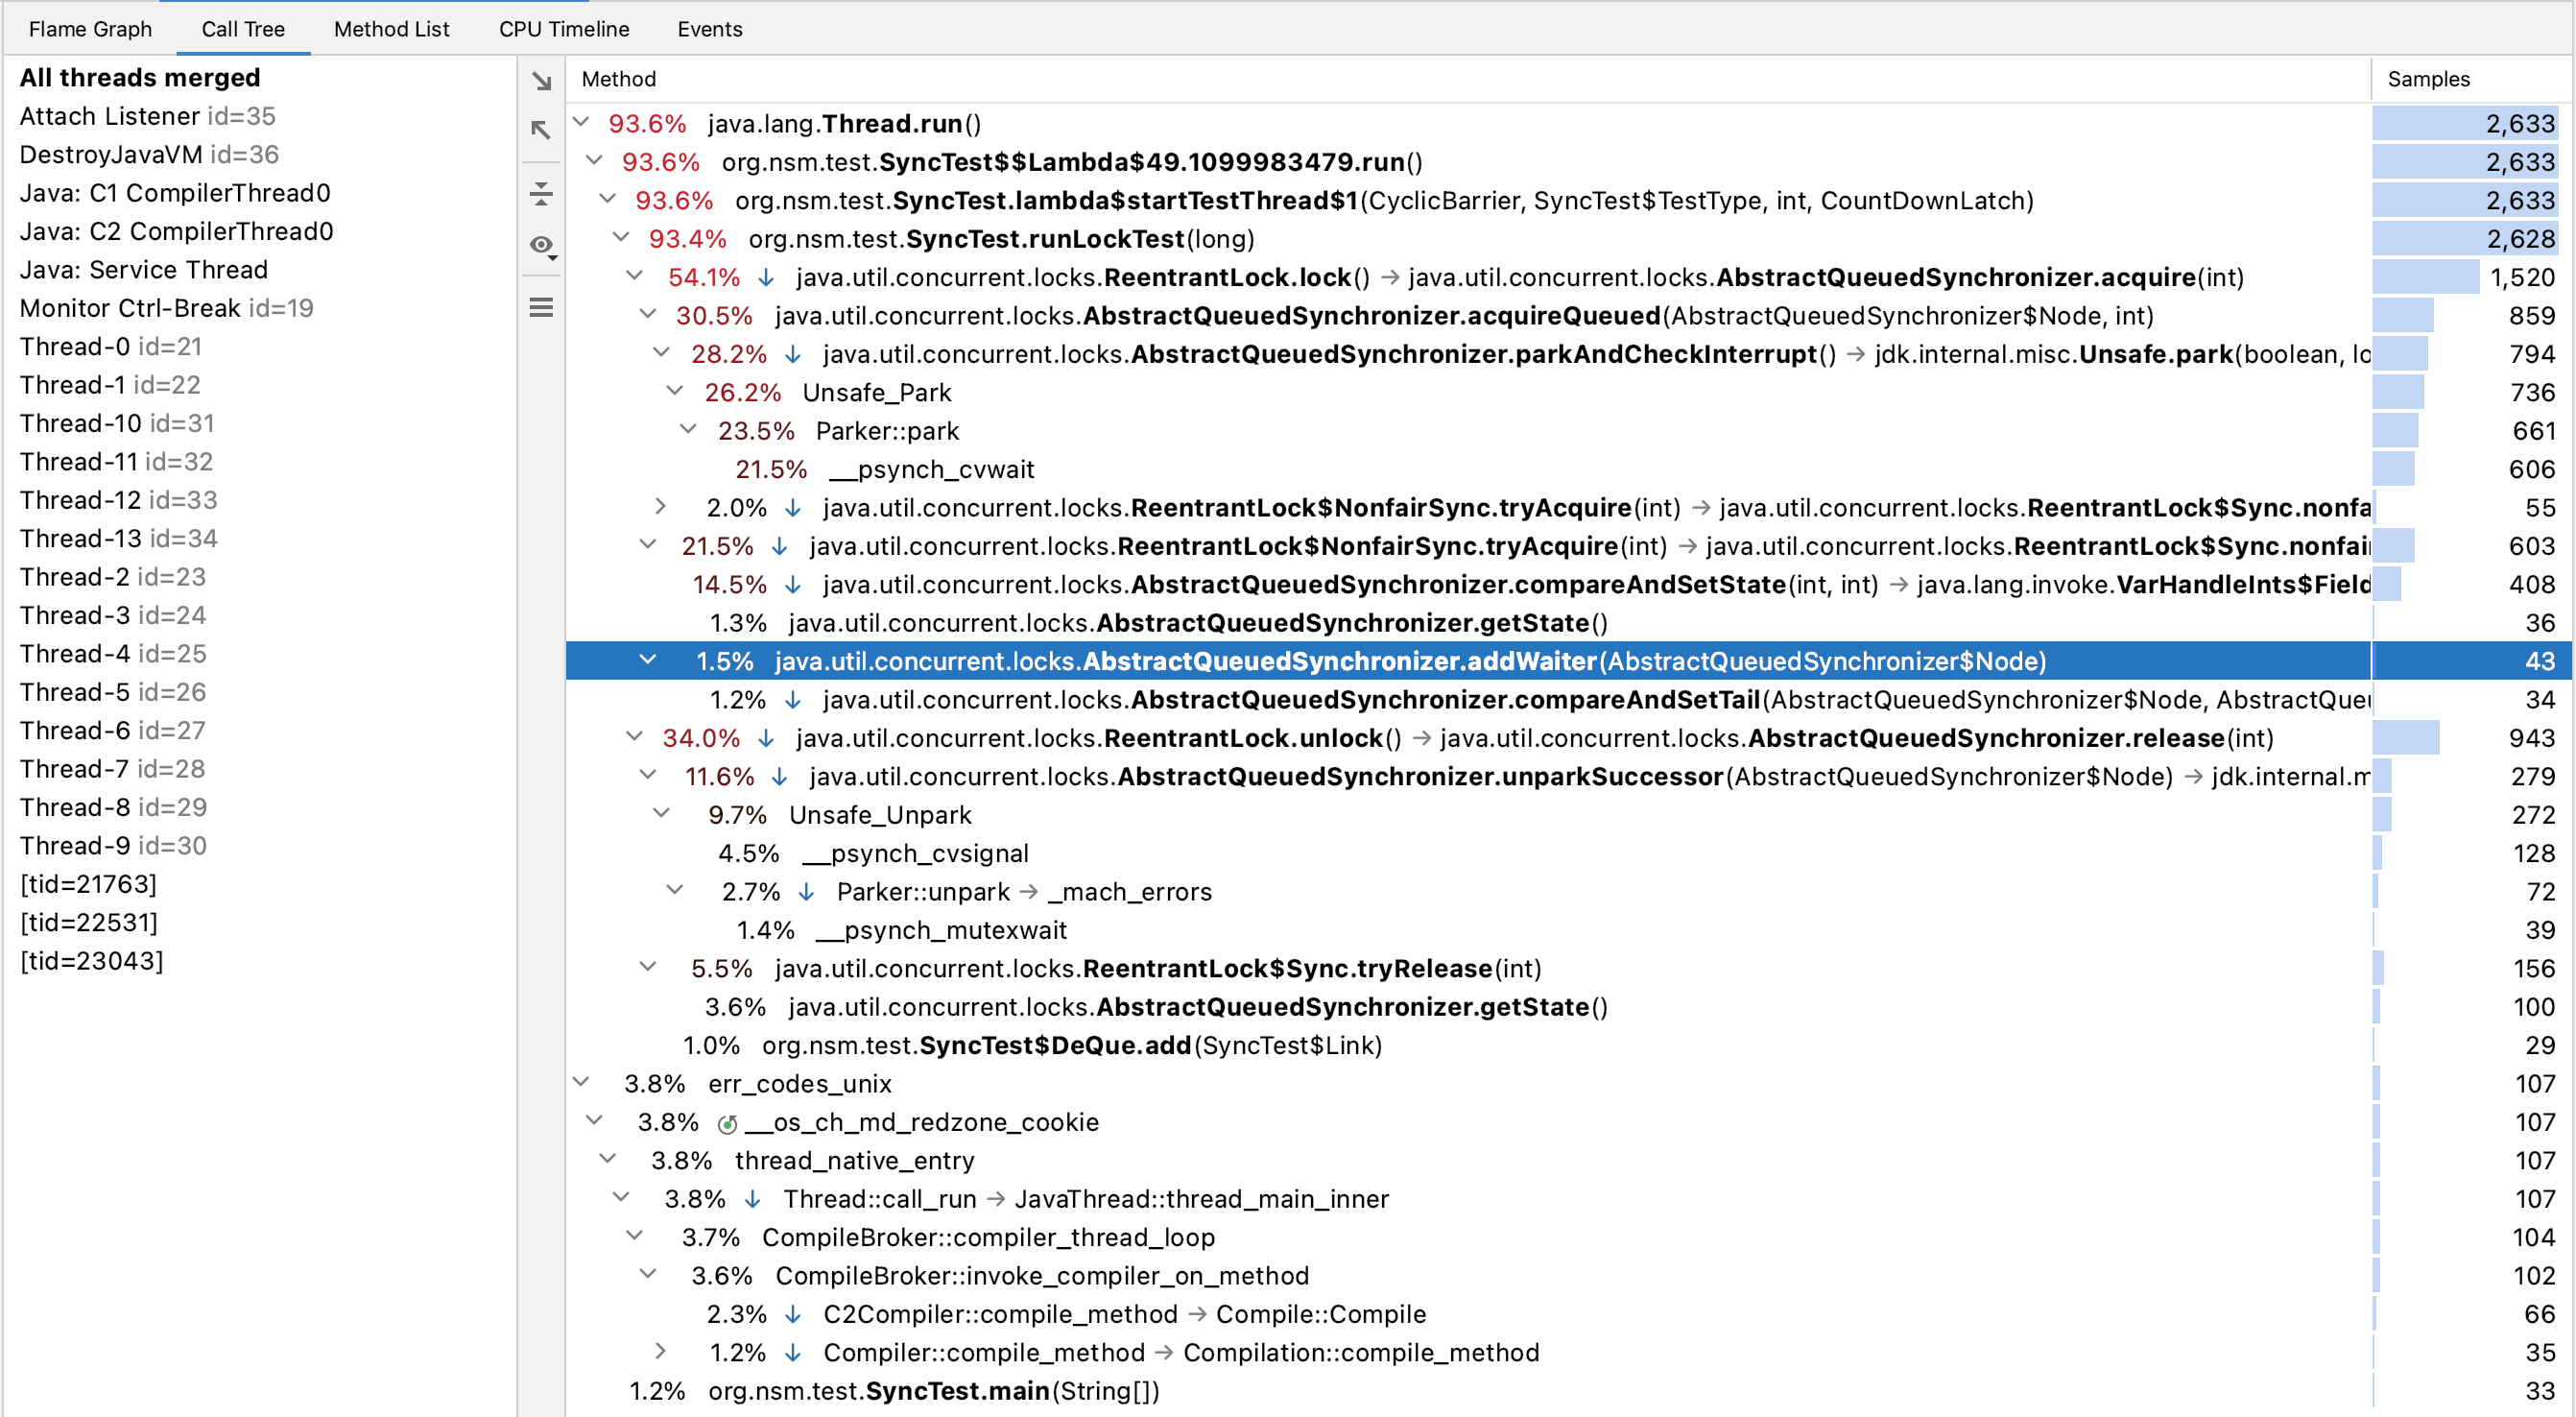 Flame Graph Call Tree Method List CPU Timeline Events
All threads merged
Attach Listener id=35
DestroyJavaVM id=36
Java: C1 CompilerThread0
Java: C2 CompilerThread0
Java: Service Thread
Monitor Ctrl-Break id=19
Thread-0 id=21
Thread-1 id=22
Thread-10 id=31
Thread-11 id=32
Thread-12 id=33
Thread-13 id=34
Thread-2 id=23
Thread-3 id=24
Thread-4 id=25
Thread-5 id=26
Thread-6 id=27
Thread-7 id=28
Thread-8 id=29
Thread-9 id=30
[tid=21763]
[tid=22531]
[tid=23043]
Method Samples
93.6% java.lang.Thread.run() 2,633
93.6% org.nsm.test.SyncTest$$Lambda$49.1099983479.run() 2,633
93.6% org.nsm.test.SyncTest.lambda$startTestThread$1(CyclicBarrier, SyncTest$TestType, int, CountDownLatch) 2,633
93.4% org.nsm.test.SyncTest.runLockTest(long) 2,628
54.1% ↓ java.util.concurrent.locks.ReentrantLock.lock() → java.util.concurrent.locks.AbstractQueuedSynchronizer.acquire(int) 1,520
30.5% java.util.concurrent.locks.AbstractQueuedSynchronizer.acquireQueued(AbstractQueuedSynchronizer$Node, int) 859
28.2% ↓ java.util.concurrent.locks.AbstractQueuedSynchronizer.parkAndCheckInterrupt() → jdk.internal.misc.Unsafe.park(boolean, lo 794
26.2% Unsafe_Park 736
23.5% Parker::park 661
21.5% __psynch_cvwait 606
2.0% ↓ java.util.concurrent.locks.ReentrantLock$NonfairSync.tryAcquire(int) → java.util.concurrent.locks.ReentrantLock$Sync.nonfa 55
21.5% ↓ java.util.concurrent.locks.ReentrantLock$NonfairSync.tryAcquire(int) → java.util.concurrent.locks.ReentrantLock$Sync.nonfair 603
14.5% ↓ java.util.concurrent.locks.AbstractQueuedSynchronizer.compareAndSetState(int, int) → java.lang.invoke.VarHandleInts$Field 408
1.3% java.util.concurrent.locks.AbstractQueuedSynchronizer.getState() 36
1.5% java.util.concurrent.locks.AbstractQueuedSynchronizer.addWaiter(AbstractQueuedSynchronizer$Node) 43
1.2% ↓ java.util.concurrent.locks.AbstractQueuedSynchronizer.compareAndSetTail(AbstractQueuedSynchronizer$Node, AbstractQueu 34
34.0% ↓ java.util.concurrent.locks.ReentrantLock.unlock() → java.util.concurrent.locks.AbstractQueuedSynchronizer.release(int) 943
11.6% ↓ java.util.concurrent.locks.AbstractQueuedSynchronizer.unparkSuccessor(AbstractQueuedSynchronizer$Node) → jdk.internal.m 279
9.7% Unsafe_Unpark 272
4.5% __psynch_cvsignal 128
2.7% ↓ Parker::unpark → _mach_errors 72
1.4% __psynch_mutexwait 39
5.5% java.util.concurrent.locks.ReentrantLock$Sync.tryRelease(int) 156
3.6% java.util.concurrent.locks.AbstractQueuedSynchronizer.getState() 100
1.0% org.nsm.test.SyncTest$DeQue.add(SyncTest$Link) 29
3.8% err_codes_unix 107
3.8% __os_ch_md_redzone_cookie 107
3.8% thread_native_entry 107
3.8% ↓ Thread::call_run → JavaThread::thread_main_inner 107
3.7% CompileBroker::compiler_thread_loop 104
3.6% CompileBroker::invoke_compiler_on_method 102
2.3% ↓ C2Compiler::compile_method → Compile::Compile 66
1.2% ↓ Compiler::compile_method → Compilation::compile_method 35
1.2% org.nsm.test.SyncTest.main(String[]) 33